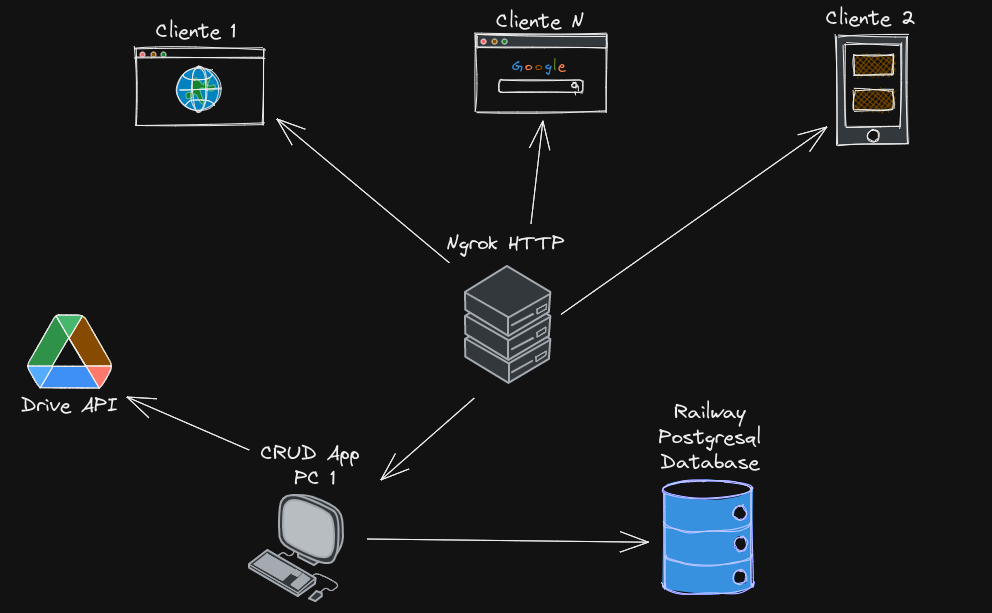 Cliente 1
Cliente N
Cliente 2
Google
Ngrok HTTP
Drive API
CRUD App
PC 1
Railway
Postgresql
Database